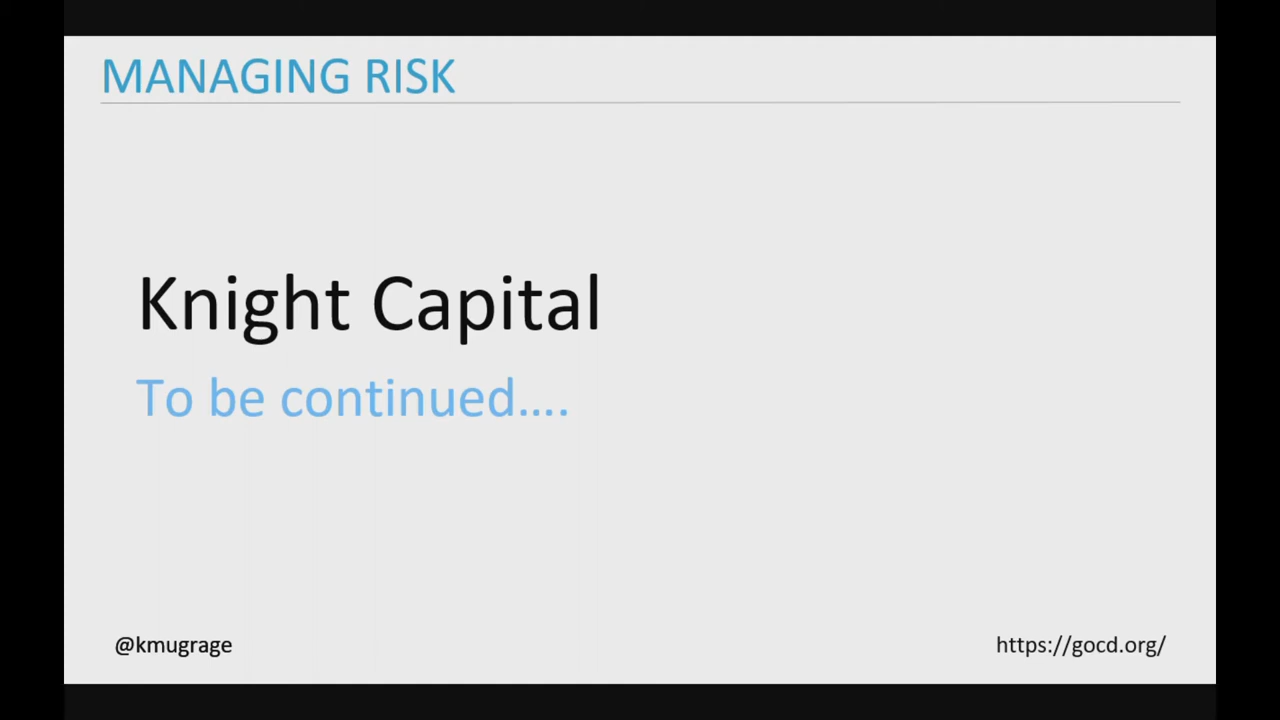 MANAGING RISK
Knight Capital
To be continued....
@kmugrage
https://gocd.org/